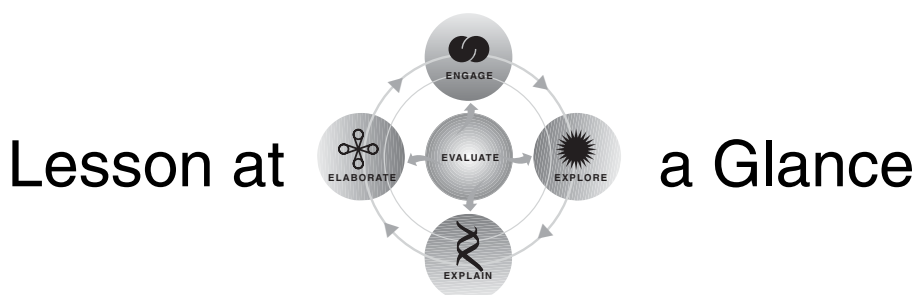 ENGAGE
Lesson at a Glance
EVALUATE
ELABORATE
EXPLORE
EXPLAIN